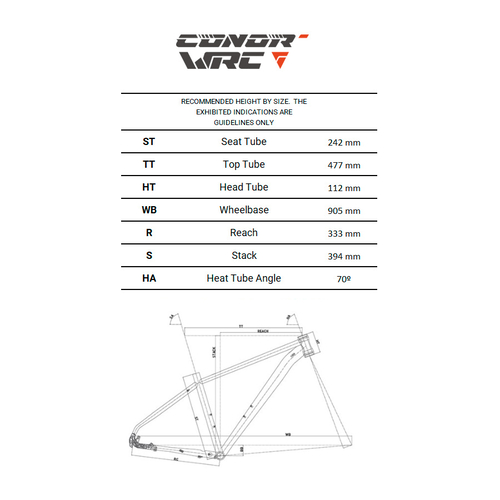 CONOR
WRC
RECOMMENDED HEIGHT BY SIZE. THE
EXHIBITED INDICATIONS ARE
GUIDELINES ONLY
ST Seat Tube 242 mm
TT Top Tube 477 mm
HT Head Tube 112 mm
WB Wheelbase 905 mm
R Reach 333 mm
S Stack 394 mm
HA Heat Tube Angle 70º
SA
HA
TT
REACH
STACK
HT
ST
WB
BB